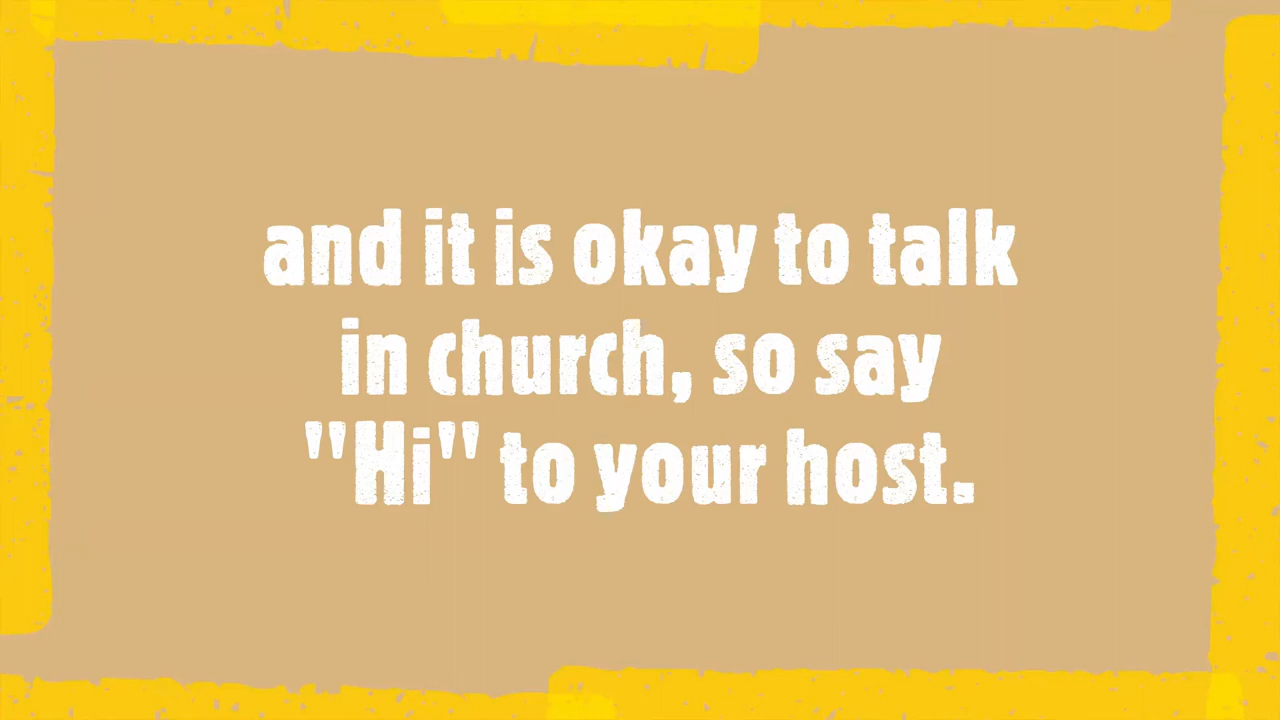 and it is okay to talk
in church, so say
"Hi" to your host.